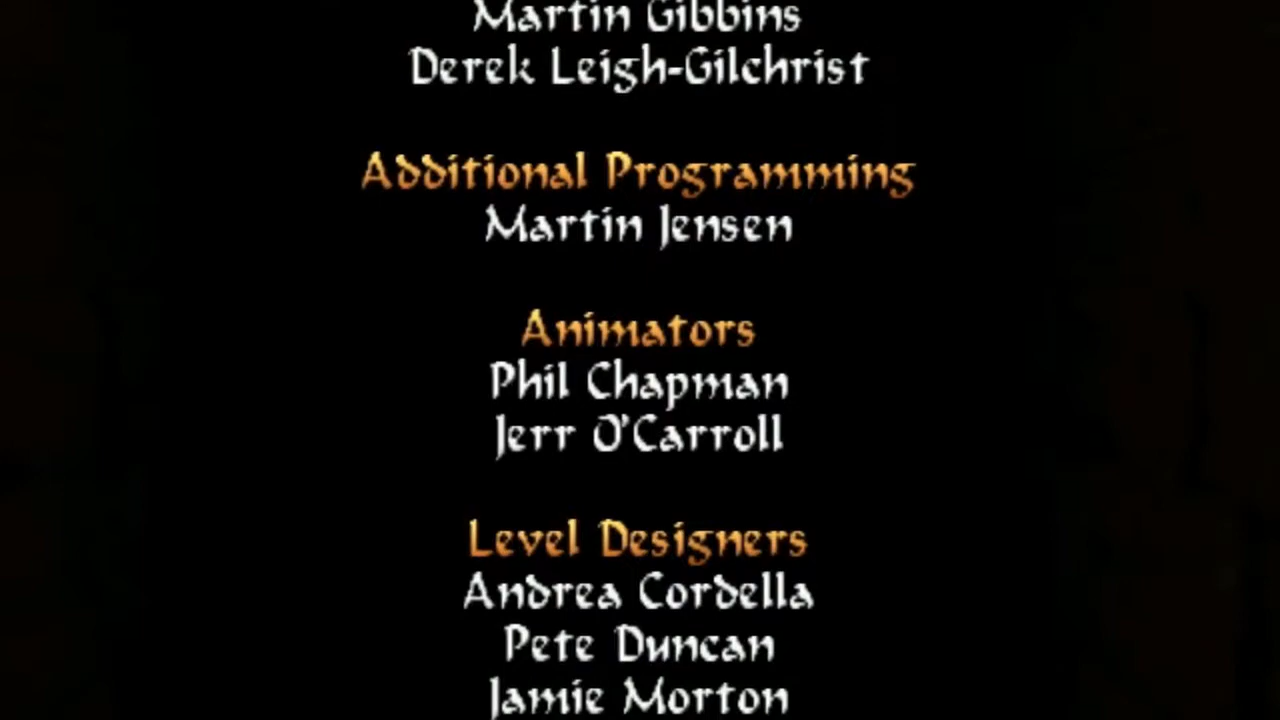 Martin Gibbins
Derek Leigh-Gilchrist
Additional Programming
Martin Jensen
Animators
Phil Chapman
Jerr O'Carroll
Level Designers
Andrea Cordella
Pete Duncan
Jamie Morton